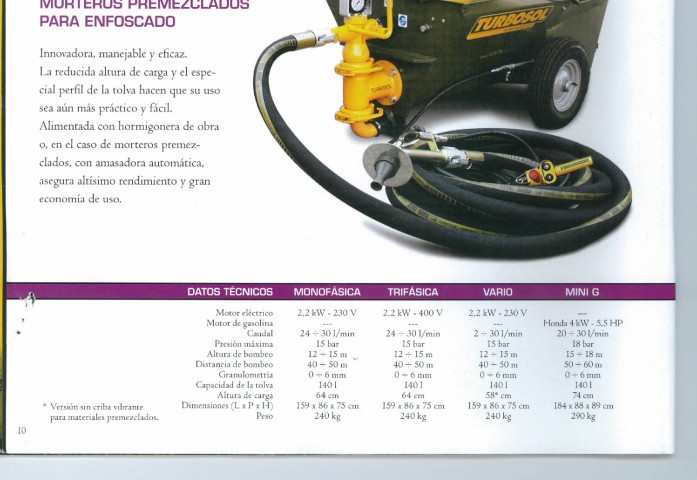 MORTEROS PREMEZCLADOS
PARA ENFOSCADO
TURBOSOL
Innovadora, manejable y eficaz.
La reducida altura de carga y el espe-
cial perfil de la tolva hacen que su uso
sea aún más práctico y fácil.
Alimentada con hormigonera de obra
o, en el caso de morteros premez-
clados, con amasadora automática,
asegura altísimo rendimiento y gran
economía de uso.
DATOS TÉCNICOS MONOFÁSICA TRIFÁSICA VARIO MINI G
Motor eléctrico 2,2 kW - 230 V 2,2 kW - 400 V 2,2 kW - 230 V ---
Motor de gasolina --- --- --- Honda 4 kW - 5,5 HP
Caudal 24 ÷ 30 l/min 24 ÷ 30 l/min 2 ÷ 30 l/min 20 ÷ 30 l/min
Presión máxima 15 bar 15 bar 15 bar 18 bar
Altura de bombeo 12 ÷ 15 m 12 ÷ 15 m 12 ÷ 15 m 15 ÷ 18 m
Distancia de bombeo 40 ÷ 50 m 40 ÷ 50 m 40 ÷ 50 m 50 ÷ 60 m
Granulometría 0 ÷ 6 mm 0 ÷ 6 mm 0 ÷ 6 mm 0 ÷ 6 mm
Capacidad de la tolva 140 l 140 l 140 l 140 l
Altura de carga 64 cm 64 cm 58* cm 74 cm
Dimensiones (L x P x H) 159 x 86 x 75 cm 159 x 86 x 75 cm 159 x 86 x 75 cm 184 x 88 x 89 cm
Peso 240 kg 240 kg 240 kg 290 kg
* Versión sin criba vibrante
para materiales premezclados.
10